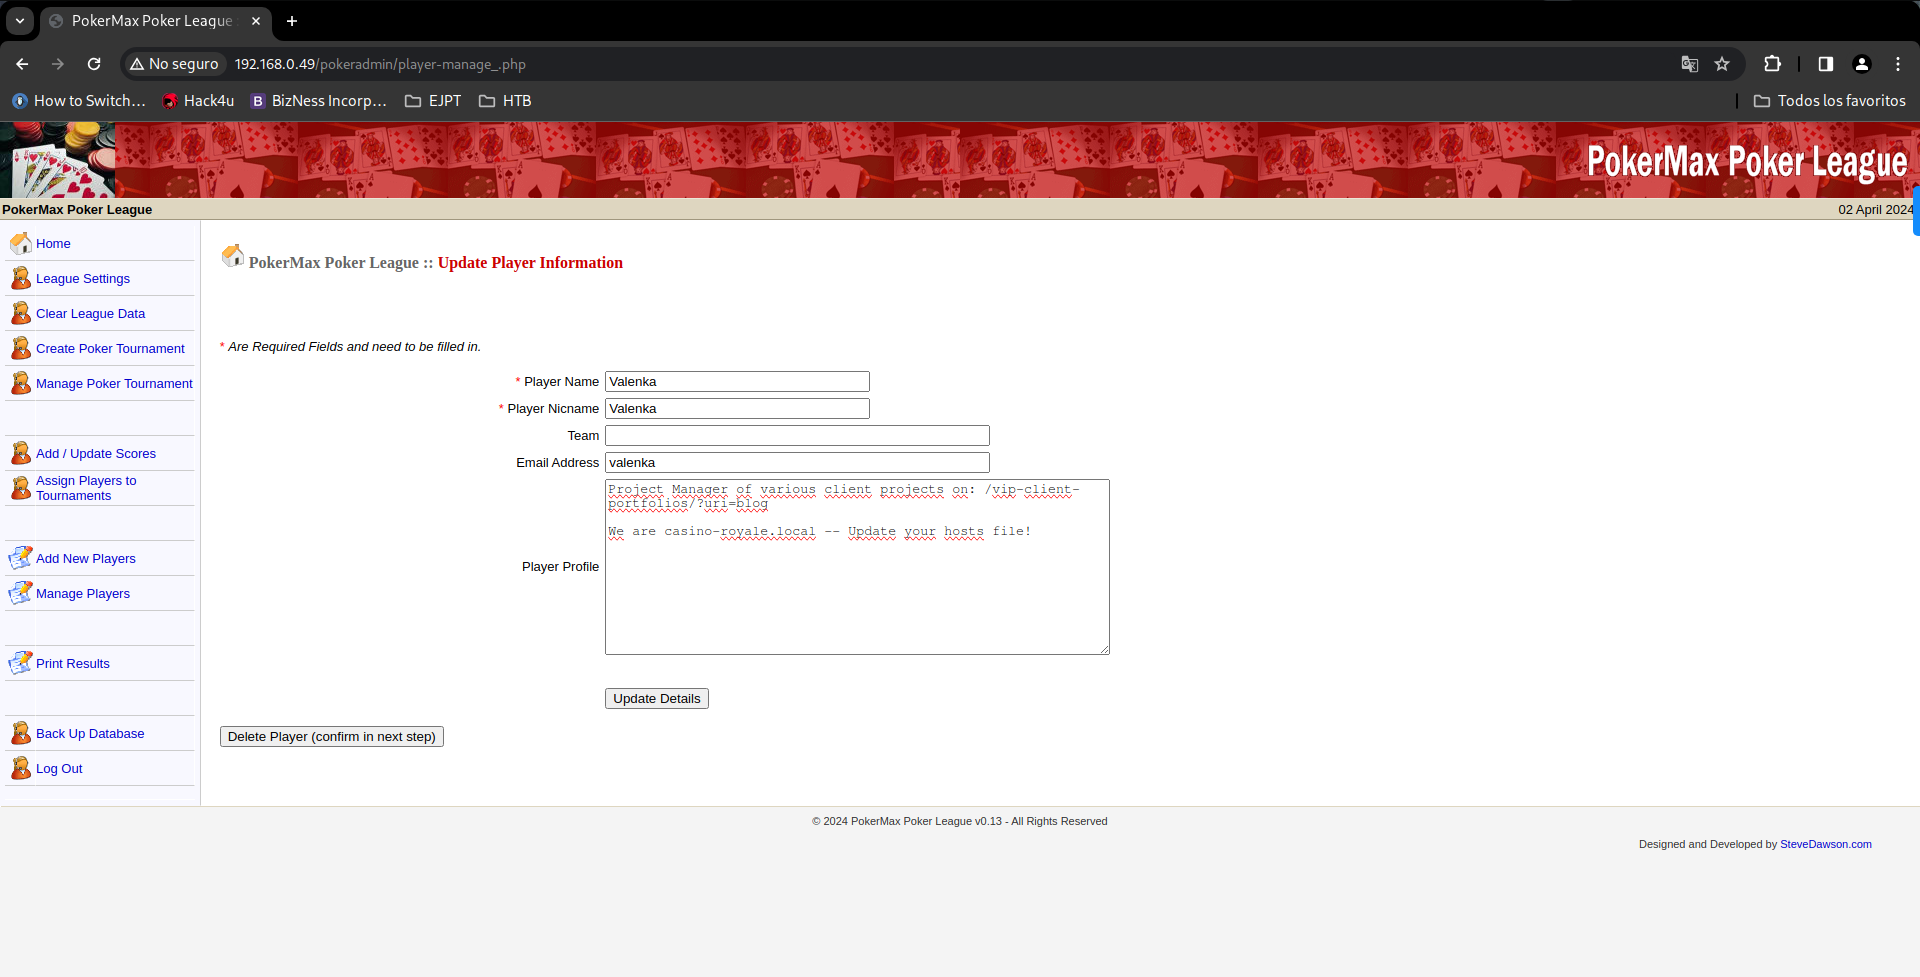 PokerMax Poker League
No seguro 192.168.0.49/pokeradmin/player-manage_.php
How to Switch… Hack4u B BizNess Incorp… EJPT HTB Todos los favoritos
PokerMax Poker League
PokerMax Poker League 02 April 2024
Home
League Settings
Clear League Data
Create Poker Tournament
Manage Poker Tournament
Add / Update Scores
Assign Players to
Tournaments
Add New Players
Manage Players
Print Results
Back Up Database
Log Out
PokerMax Poker League :: Update Player Information
* Are Required Fields and need to be filled in.
* Player Name Valenka
* Player Nicname Valenka
Team
Email Address valenka
Player Profile
Project Manager of various client projects on: /vip-client-
portfolios/?uri=blog
We are casino-royale.local -- Update your hosts file!
Update Details
Delete Player (confirm in next step)
© 2024 PokerMax Poker League v0.13 - All Rights Reserved
Designed and Developed by SteveDawson.com